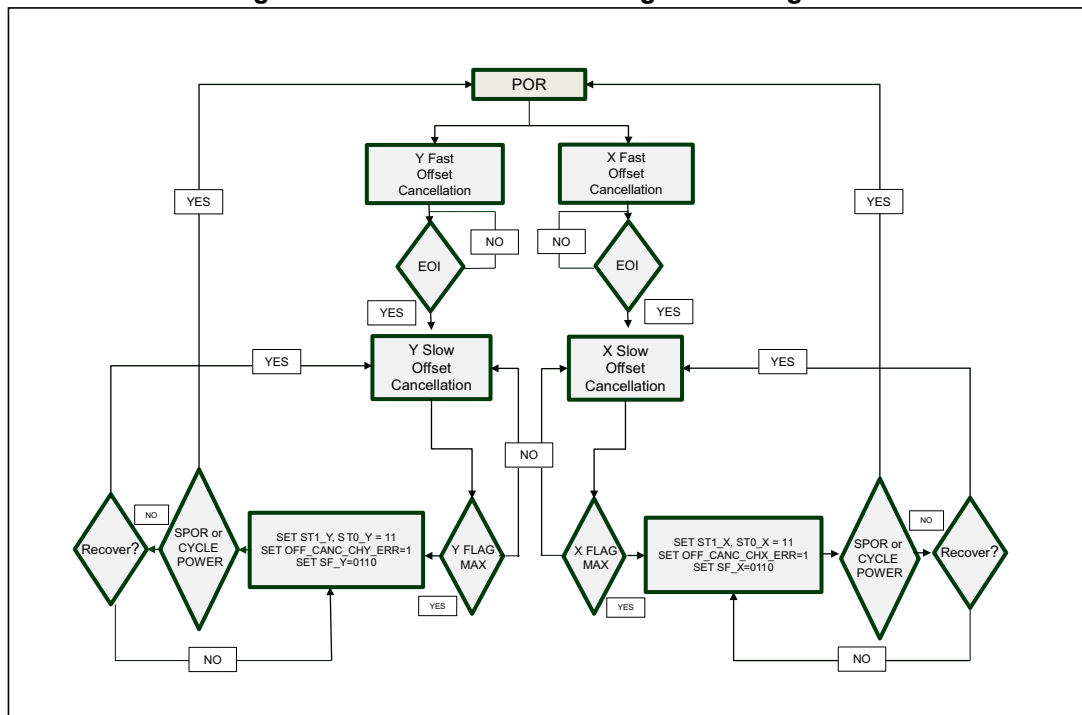 POR
Y Fast
Offset
Cancellation
X Fast
Offset
Cancellation
YES
YES
NO
NO
EOI
EOI
YES
YES
Y Slow
Offset
Cancellation
X Slow
Offset
Cancellation
YES
YES
NO
NO
NO
Recover?
SPOR or
CYCLE
POWER
SET ST1_Y, ST0_Y = 11
SET OFF_CANC_CHY_ERR=1
SET SF_Y=0110
Y FLAG
MAX
X FLAG
MAX
SET ST1_X, ST0_X = 11
SET OFF_CANC_CHX_ERR=1
SET SF_X=0110
SPOR or
CYCLE
POWER
Recover?
YES
YES
NO
NO